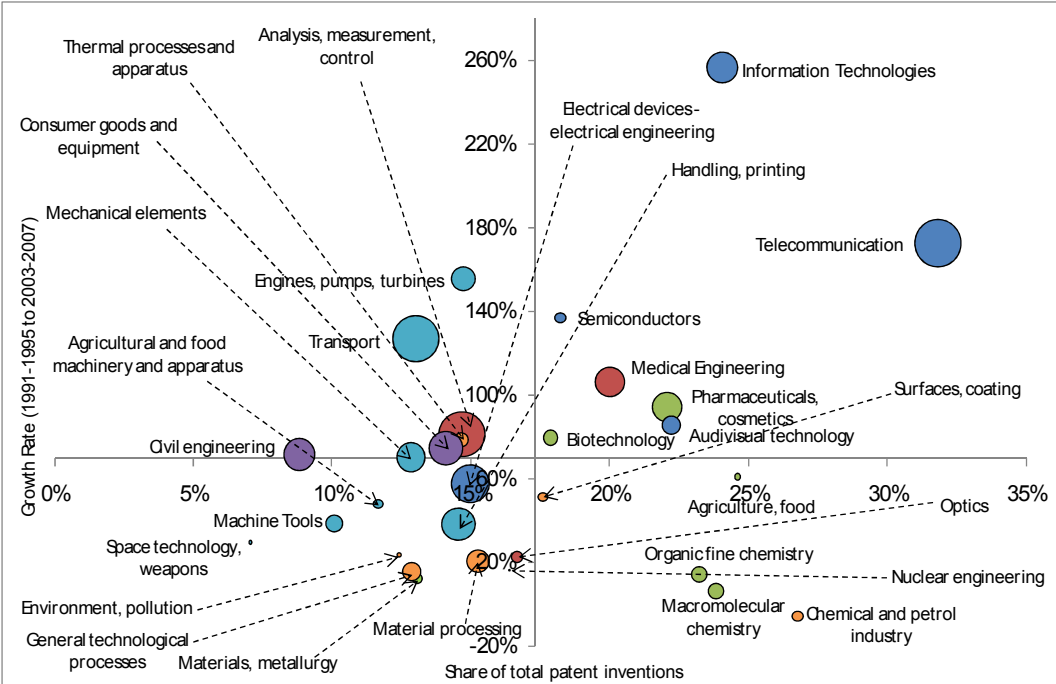 Thermal processes and
apparatus
Analysis, measurement,
control
260%
Information Technologies
Consumer goods and
equipment
Electrical devices-
electrical engineering
220%
Handling, printing
Mechanical elements
180%
Telecommunication
Engines, pumps, turbines
140%
Semiconductors
Agricultural and food
machinery and apparatus
Transport
Medical Engineering
100%
Pharmaceuticals,
cosmetics
Surfaces, coating
Civil engineering
Biotechnology
Audivisual technology
60%
0%
5%
10%
15%
20%
25%
30%
35%
Growth Rate (1991-1995 to 2003-2007)
Agriculture, food
Optics
Machine Tools
Space technology,
weapons
20%
Organic fine chemistry
Nuclear engineering
Environment, pollution
Macromolecular
chemistry
Chemical and petrol
industry
General technological
processes
Material processing
-20%
Materials, metallurgy
Share of total patent inventions